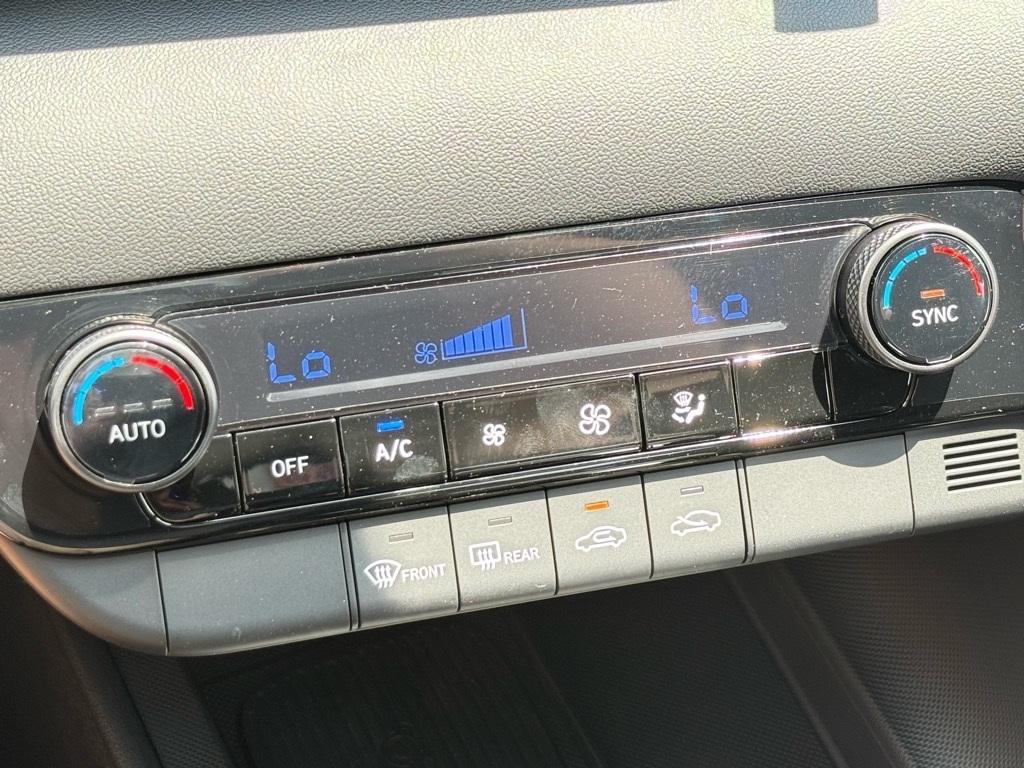 Lo Lo
SYNC
AUTO
OFF A/C
FRONT REAR